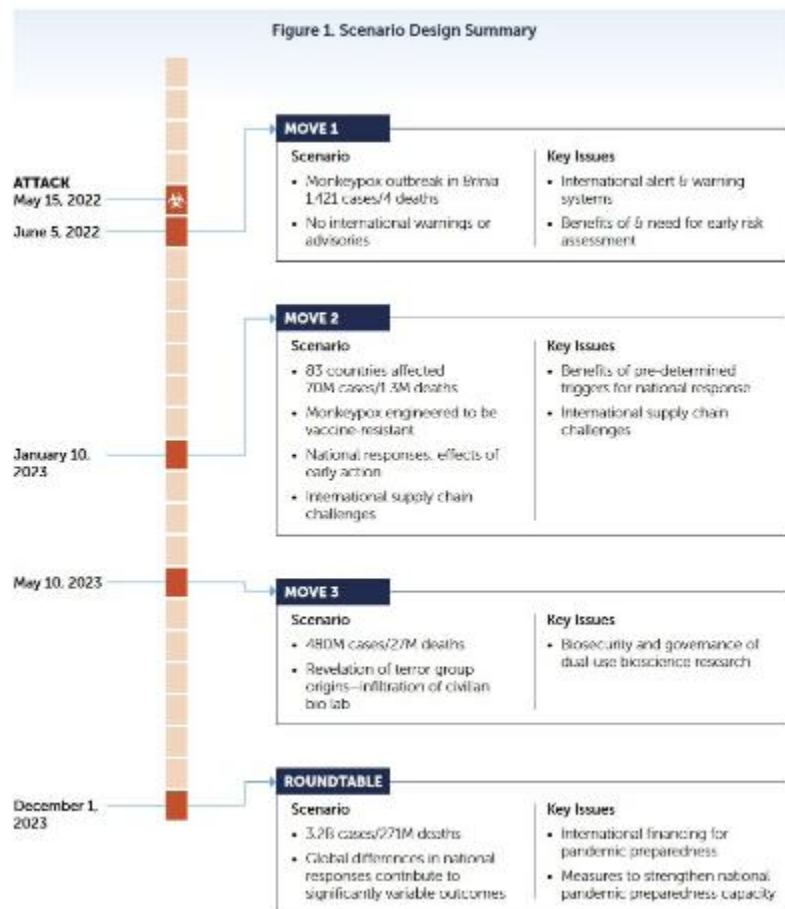 Figure 1. Scenario Design Summary
ATTACK
May 15, 2022
June 5, 2022
MOVE 1
Scenario
• Monkeypox outbreak in Brinia
1,421 cases/4 deaths
• No international warnings or
advisories
Key Issues
• International alert & warning
systems
• Benefits of & need for early risk
assessment
January 10,
2023
MOVE 2
Scenario
• 83 countries affected
70M cases/1.3M deaths
• Monkeypox engineered to be
vaccine-resistant
• National responses, effects of
early action
• International supply chain
challenges
Key Issues
• Benefits of pre-determined
triggers for national response
• International supply chain
challenges
May 10, 2023
MOVE 3
Scenario
• 480M cases/27M deaths
• Revelation of terror group
origins—infiltration of civilian
bio lab
Key Issues
• Biosecurity and governance of
dual-use bioscience research
December 1,
2023
ROUNDTABLE
Scenario
• 3.2B cases/271M deaths
• Global differences in national
responses contribute to
significantly variable outcomes
Key Issues
• International financing for
pandemic preparedness
• Measures to strengthen national
pandemic preparedness capacity